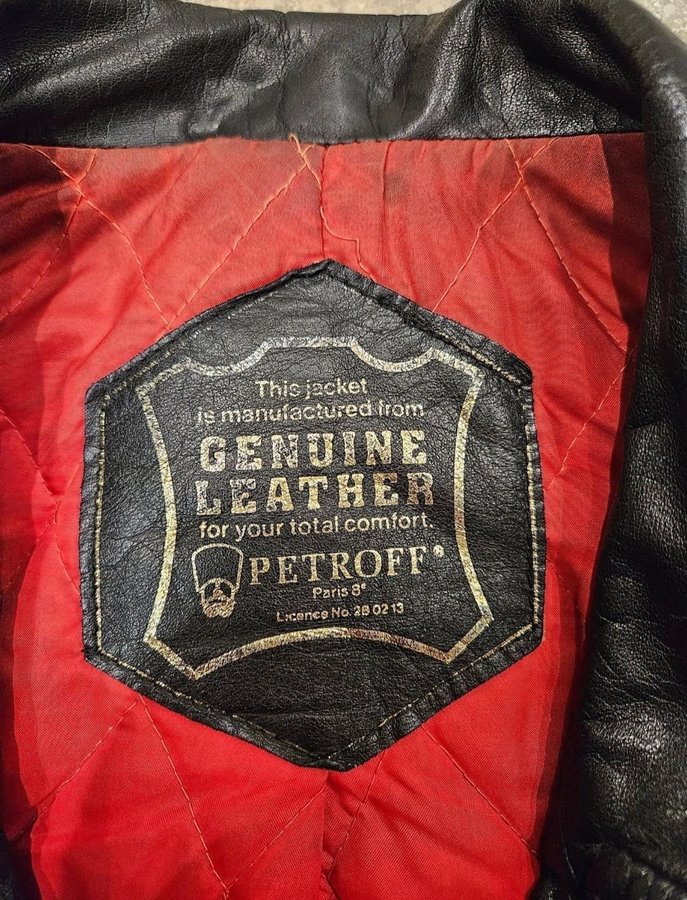 This jacket
is manufactured from
GENUINE
LEATHER
for your total comfort.
PETROFF®
Paris 8e
Licence No. 28 02 13